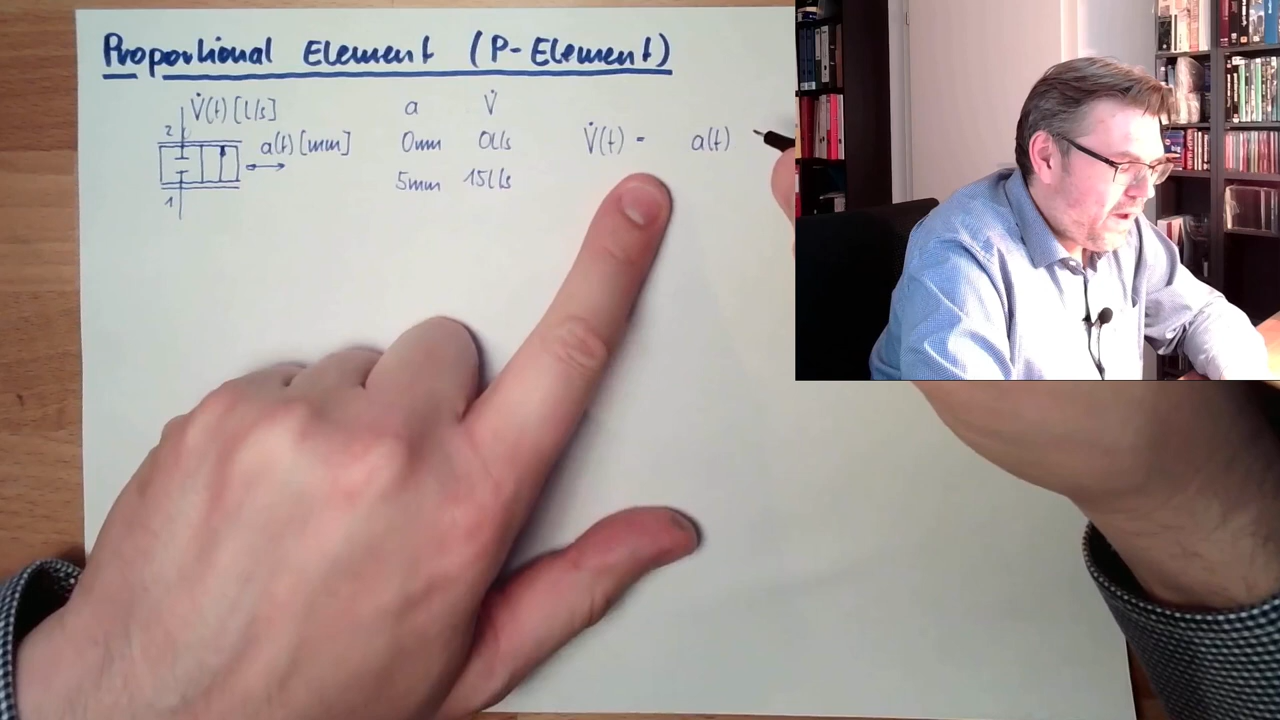 Proportional Element (P-Element)
V̇(t) [l/s]
2
a(t) [mm]
1
a V̇
0mm 0l/s
5mm 15l/s
V̇(t) = a(t)